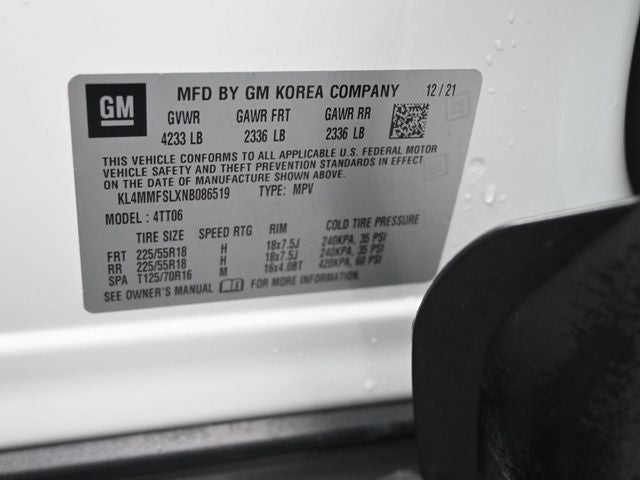 GM
MFD BY GM KOREA COMPANY 12/21
GVWR GAWR FRT GAWR RR
4233 LB 2336 LB 2336 LB
THIS VEHICLE CONFORMS TO ALL APPLICABLE U.S. FEDERAL MOTOR
VEHICLE SAFETY AND THEFT PREVENTION STANDARDS IN EFFECT
ON THE DATE OF MANUFACTURE SHOWN ABOVE.
KL4MMFSLXNB086519 TYPE: MPV
MODEL : 4TT06
TIRE SIZE SPEED RTG RIM COLD TIRE PRESSURE
FRT 225/55R18 H 18x7.5J 240KPA, 35 PSI
RR 225/55R18 H 18x7.5J 240KPA, 35 PSI
SPA T125/70R16 M 16x4.0BT 420KPA, 60 PSI
SEE OWNER'S MANUAL FOR MORE INFORMATION